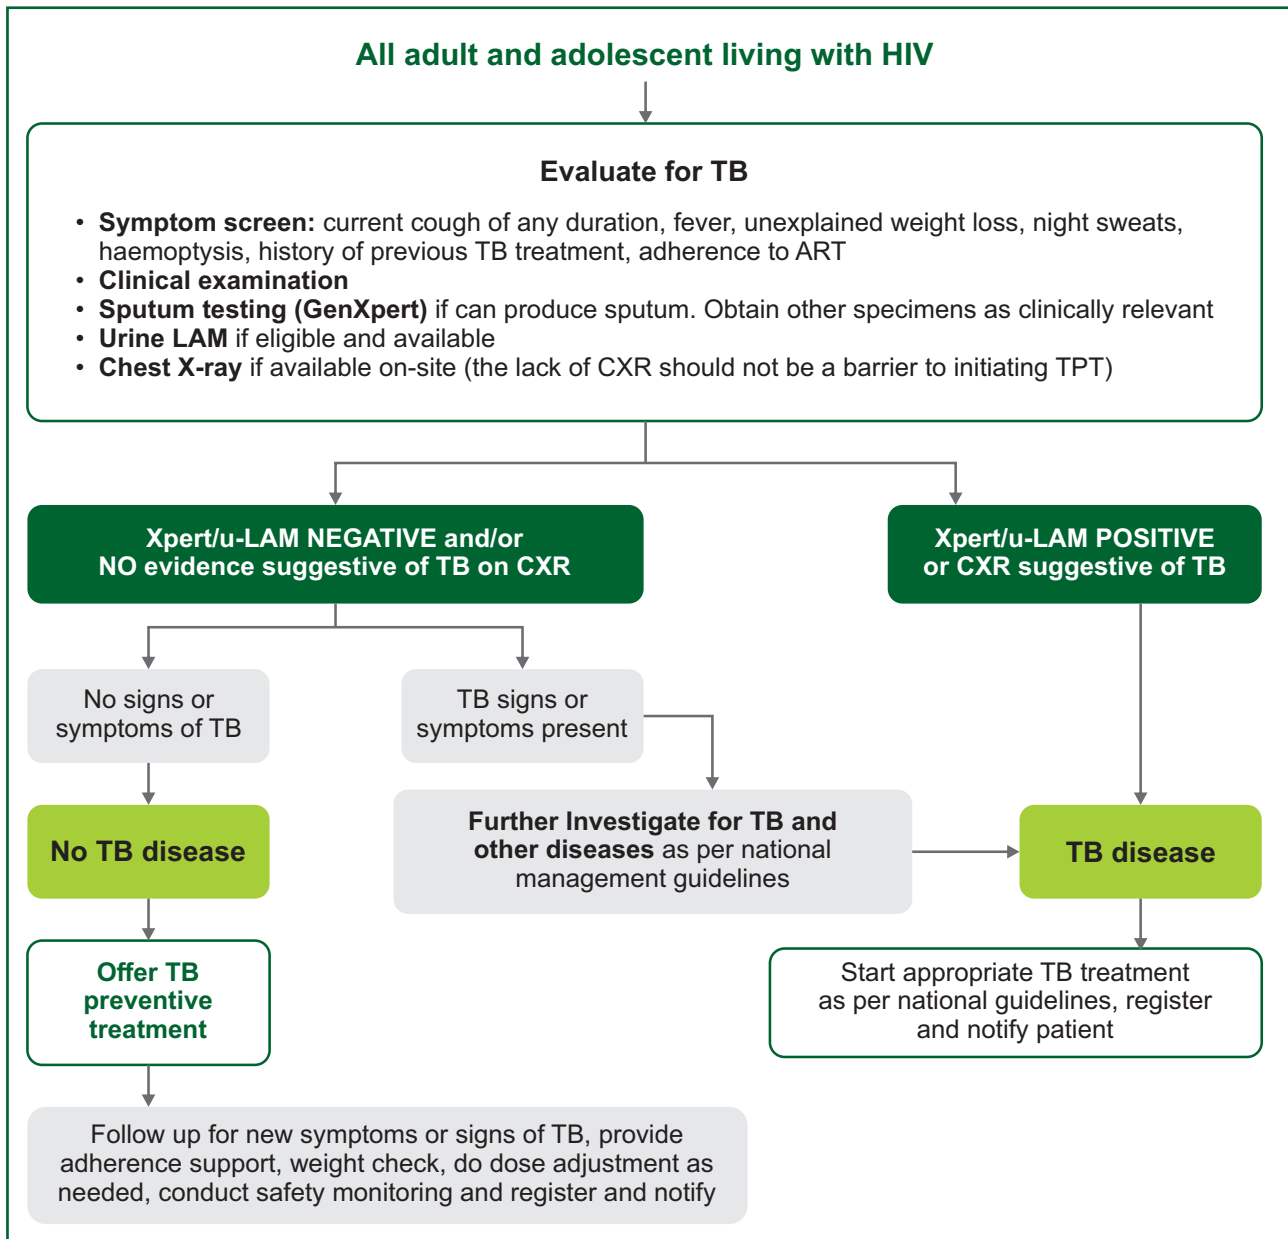 All adult and adolescent living with HIV
Evaluate for TB
• Symptom screen: current cough of any duration, fever, unexplained weight loss, night sweats,
haemoptysis, history of previous TB treatment, adherence to ART
• Clinical examination
• Sputum testing (GenXpert) if can produce sputum. Obtain other specimens as clinically relevant
• Urine LAM if eligible and available
• Chest X-ray if available on-site (the lack of CXR should not be a barrier to initiating TPT)
Xpert/u-LAM NEGATIVE and/or
NO evidence suggestive of TB on CXR
Xpert/u-LAM POSITIVE
or CXR suggestive of TB
No signs or
symptoms of TB
TB signs or
symptoms present
No TB disease
Further Investigate for TB and
other diseases as per national
management guidelines
TB disease
Offer TB
preventive
treatment
Start appropriate TB treatment
as per national guidelines, register
and notify patient
Follow up for new symptoms or signs of TB, provide
adherence support, weight check, do dose adjustment as
needed, conduct safety monitoring and register and notify